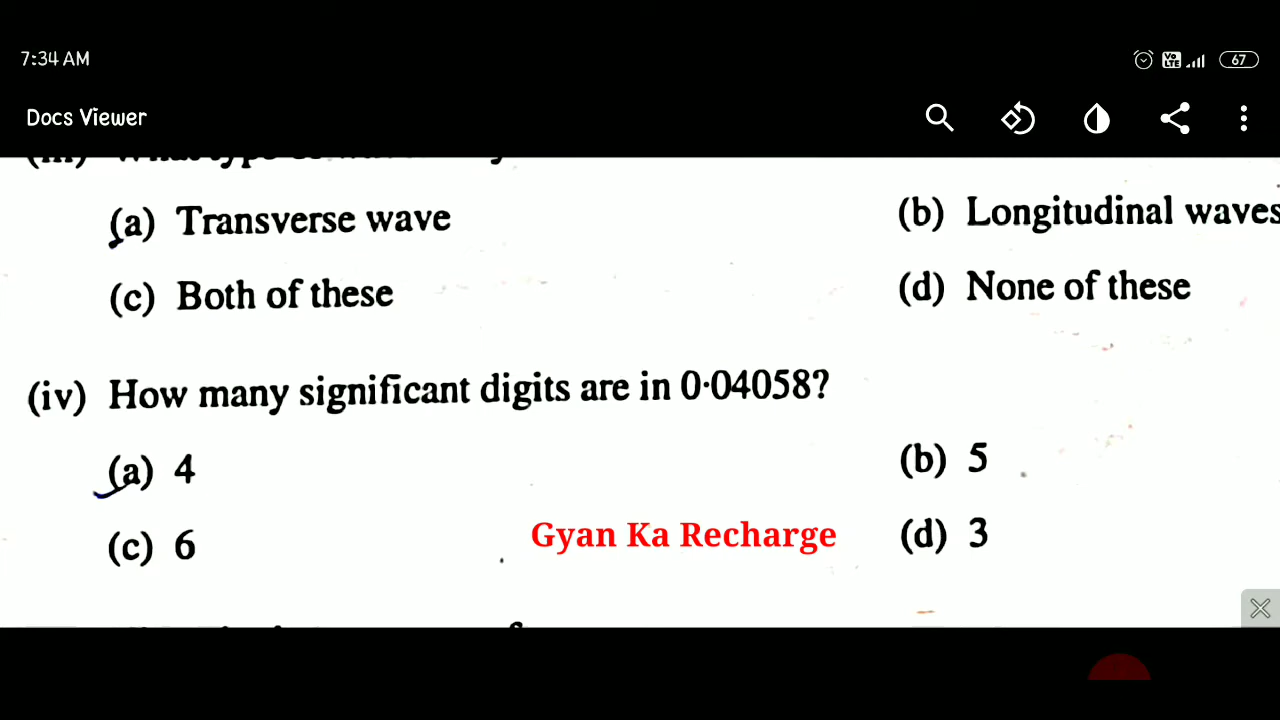 7:34 AM
VoLTE 67
Docs Viewer
(a) Transverse wave
(b) Longitudinal waves
(c) Both of these
(d) None of these
(iv) How many significant digits are in 0·04058?
(a) 4
(b) 5
(c) 6
(d) 3
Gyan Ka Recharge